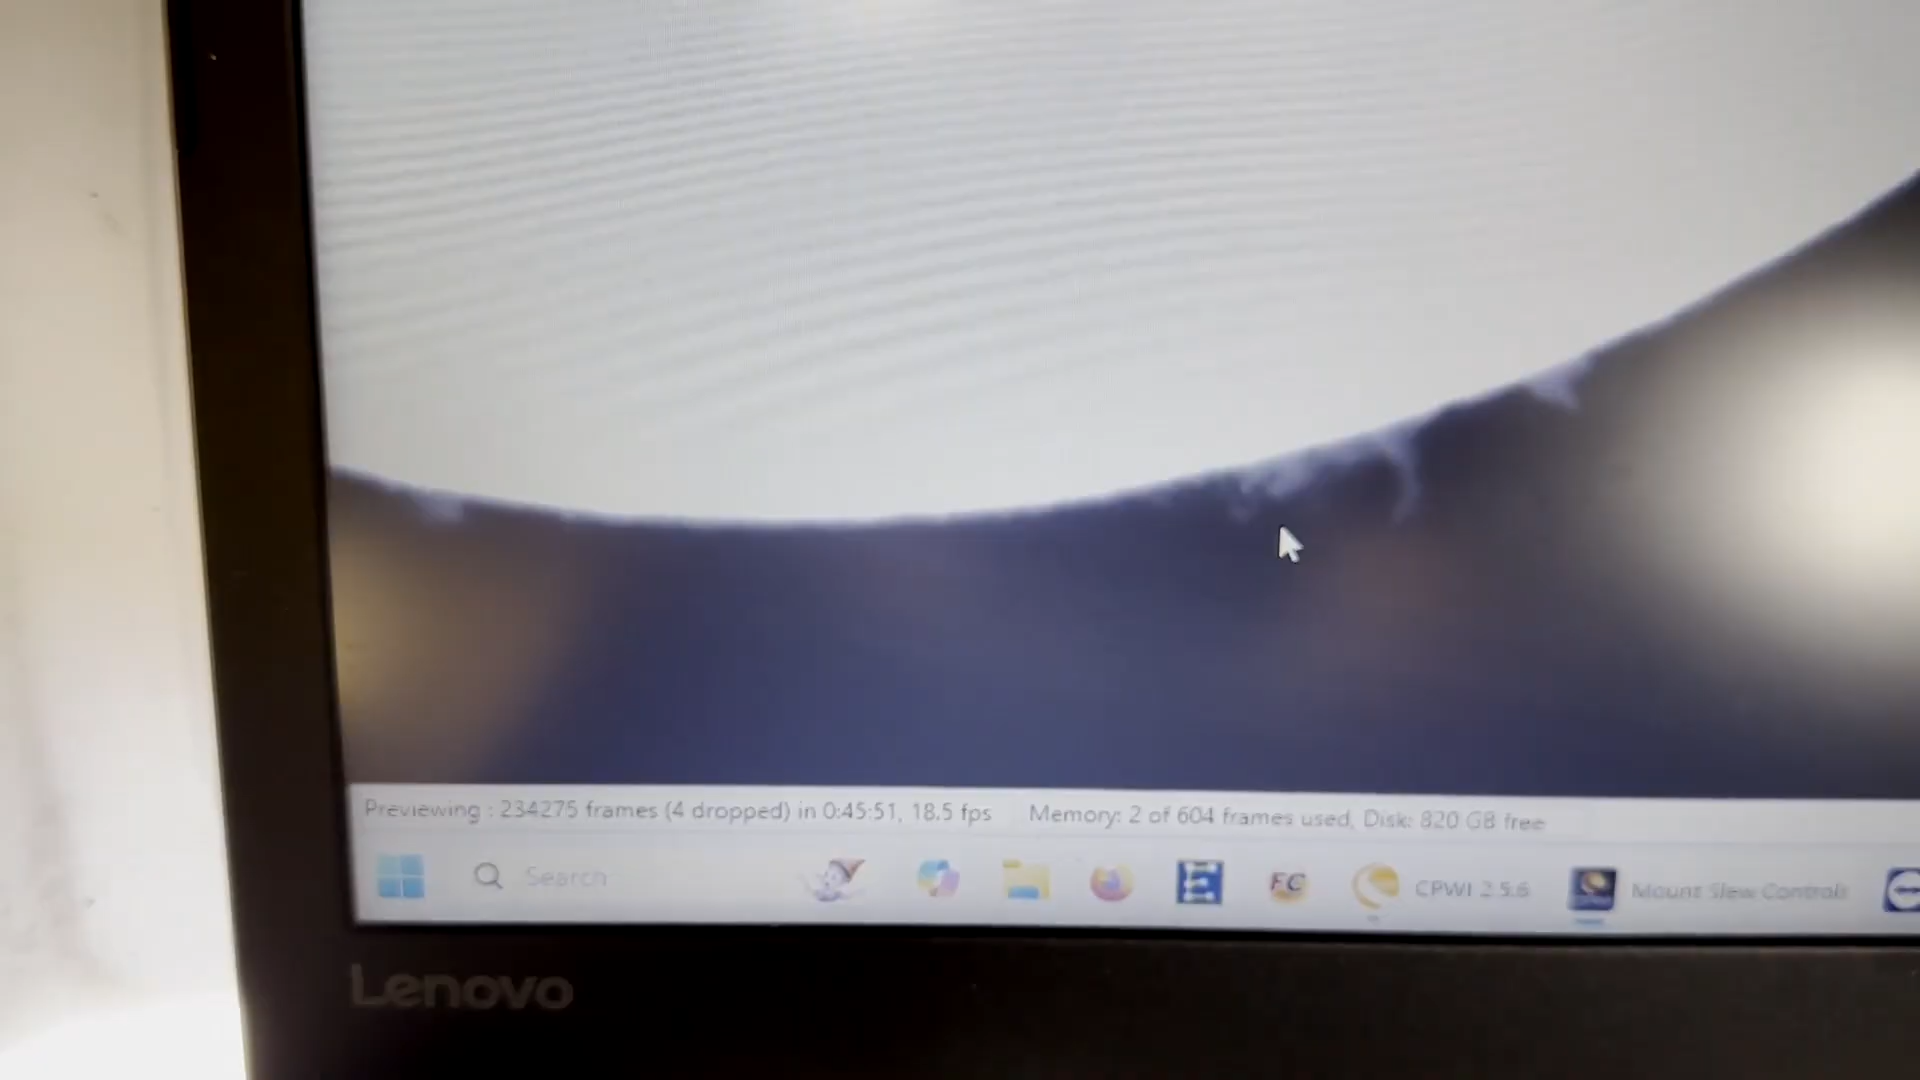 Previewing : 234275 frames (4 dropped) in 0:45:51, 18.5 fps Memory: 2 of 604 frames used, Disk: 820 GB free
Search FC CPWI 2.5.6 Mount Slew Controls
Lenovo